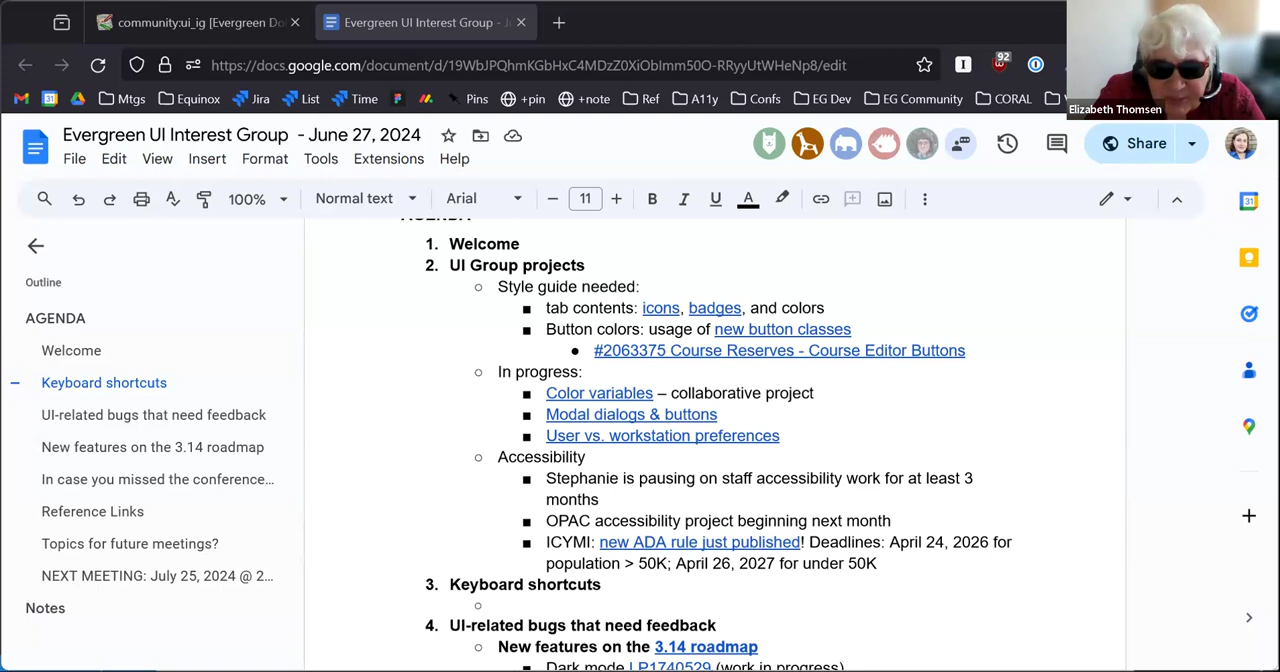 community:ui_ig [Evergreen Do
Evergreen UI Interest Group - J
https://docs.google.com/document/d/19WbJPQhmKGbHxC4MDzZ0XiObImm50O-RRyyUtWHeNp8/edit
92
Mtgs
Equinox
Jira
List
Time
Pins
+pin
+note
Ref
A11y
Confs
EG Dev
EG Community
CORAL
Elizabeth Thomsen
Evergreen UI Interest Group - June 27, 2024
File Edit View Insert Format Tools Extensions Help
Share
100% Normal text Arial 11 B I U A
31
Outline
AGENDA
Welcome
Keyboard shortcuts
UI-related bugs that need feedback
New features on the 3.14 roadmap
In case you missed the conference...
Reference Links
Topics for future meetings?
NEXT MEETING: July 25, 2024 @ 2...
Notes
AGENDA
1. Welcome
2. UI Group projects
○ Style guide needed:
■ tab contents: icons, badges, and colors
■ Button colors: usage of new button classes
● #2063375 Course Reserves - Course Editor Buttons
○ In progress:
■ Color variables – collaborative project
■ Modal dialogs & buttons
■ User vs. workstation preferences
○ Accessibility
■ Stephanie is pausing on staff accessibility work for at least 3
months
■ OPAC accessibility project beginning next month
■ ICYMI: new ADA rule just published! Deadlines: April 24, 2026 for
population > 50K; April 26, 2027 for under 50K
3. Keyboard shortcuts
○
4. UI-related bugs that need feedback
○ New features on the 3.14 roadmap
■ Dark mode LP1740529 (work in progress)